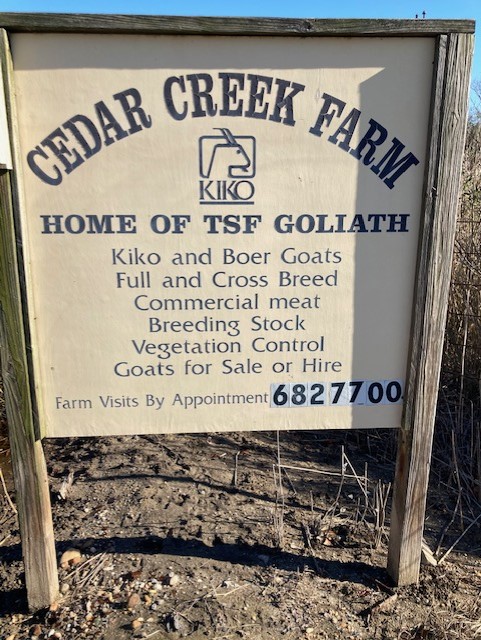 CEDAR CREEK FARM
KIKO
HOME OF TSF GOLIATH
Kiko and Boer Goats
Full and Cross Breed
Commercial meat
Breeding Stock
Vegetation Control
Goats for Sale or Hire
Farm Visits By Appointment 6827700